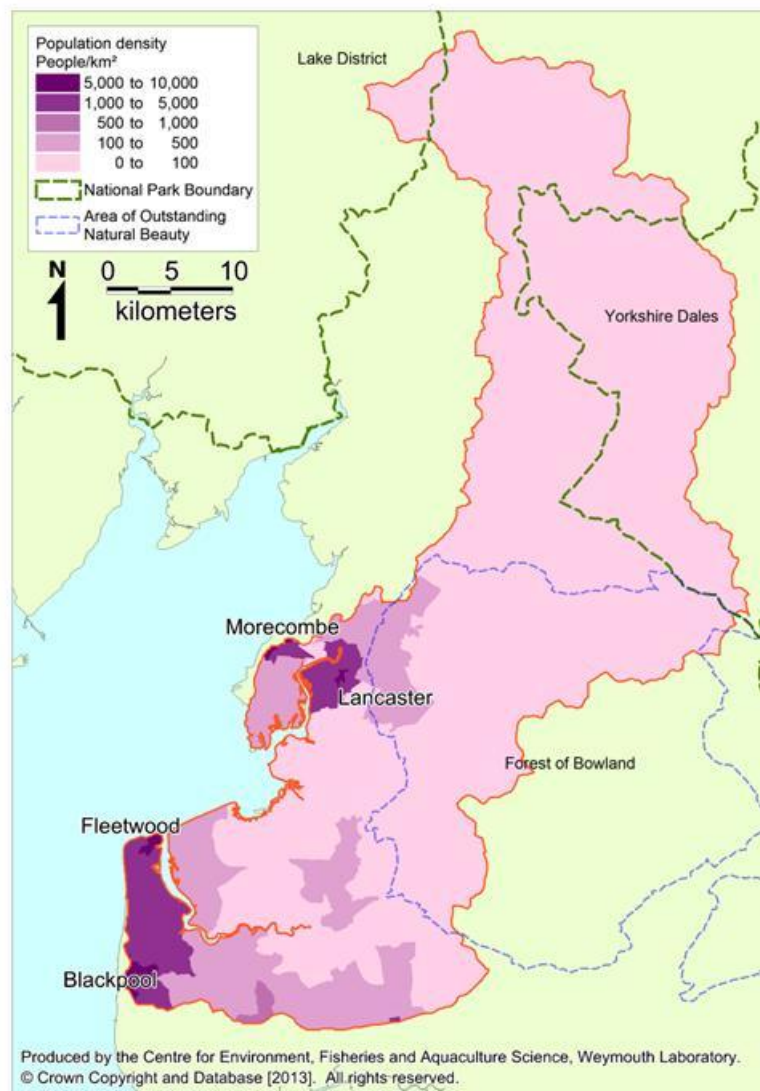 Population density
People/km²
5,000 to 10,000
1,000 to 5,000
500 to 1,000
100 to 500
0 to 100
National Park Boundary
Area of Outstanding
Natural Beauty
N
0 5 10
kilometers
Lake District
Yorkshire Dales
Morecombe
Lancaster
Forest of Bowland
Fleetwood
Blackpool
Produced by the Centre for Environment, Fisheries and Aquaculture Science, Weymouth Laboratory.
© Crown Copyright and Database [2013]. All rights reserved.